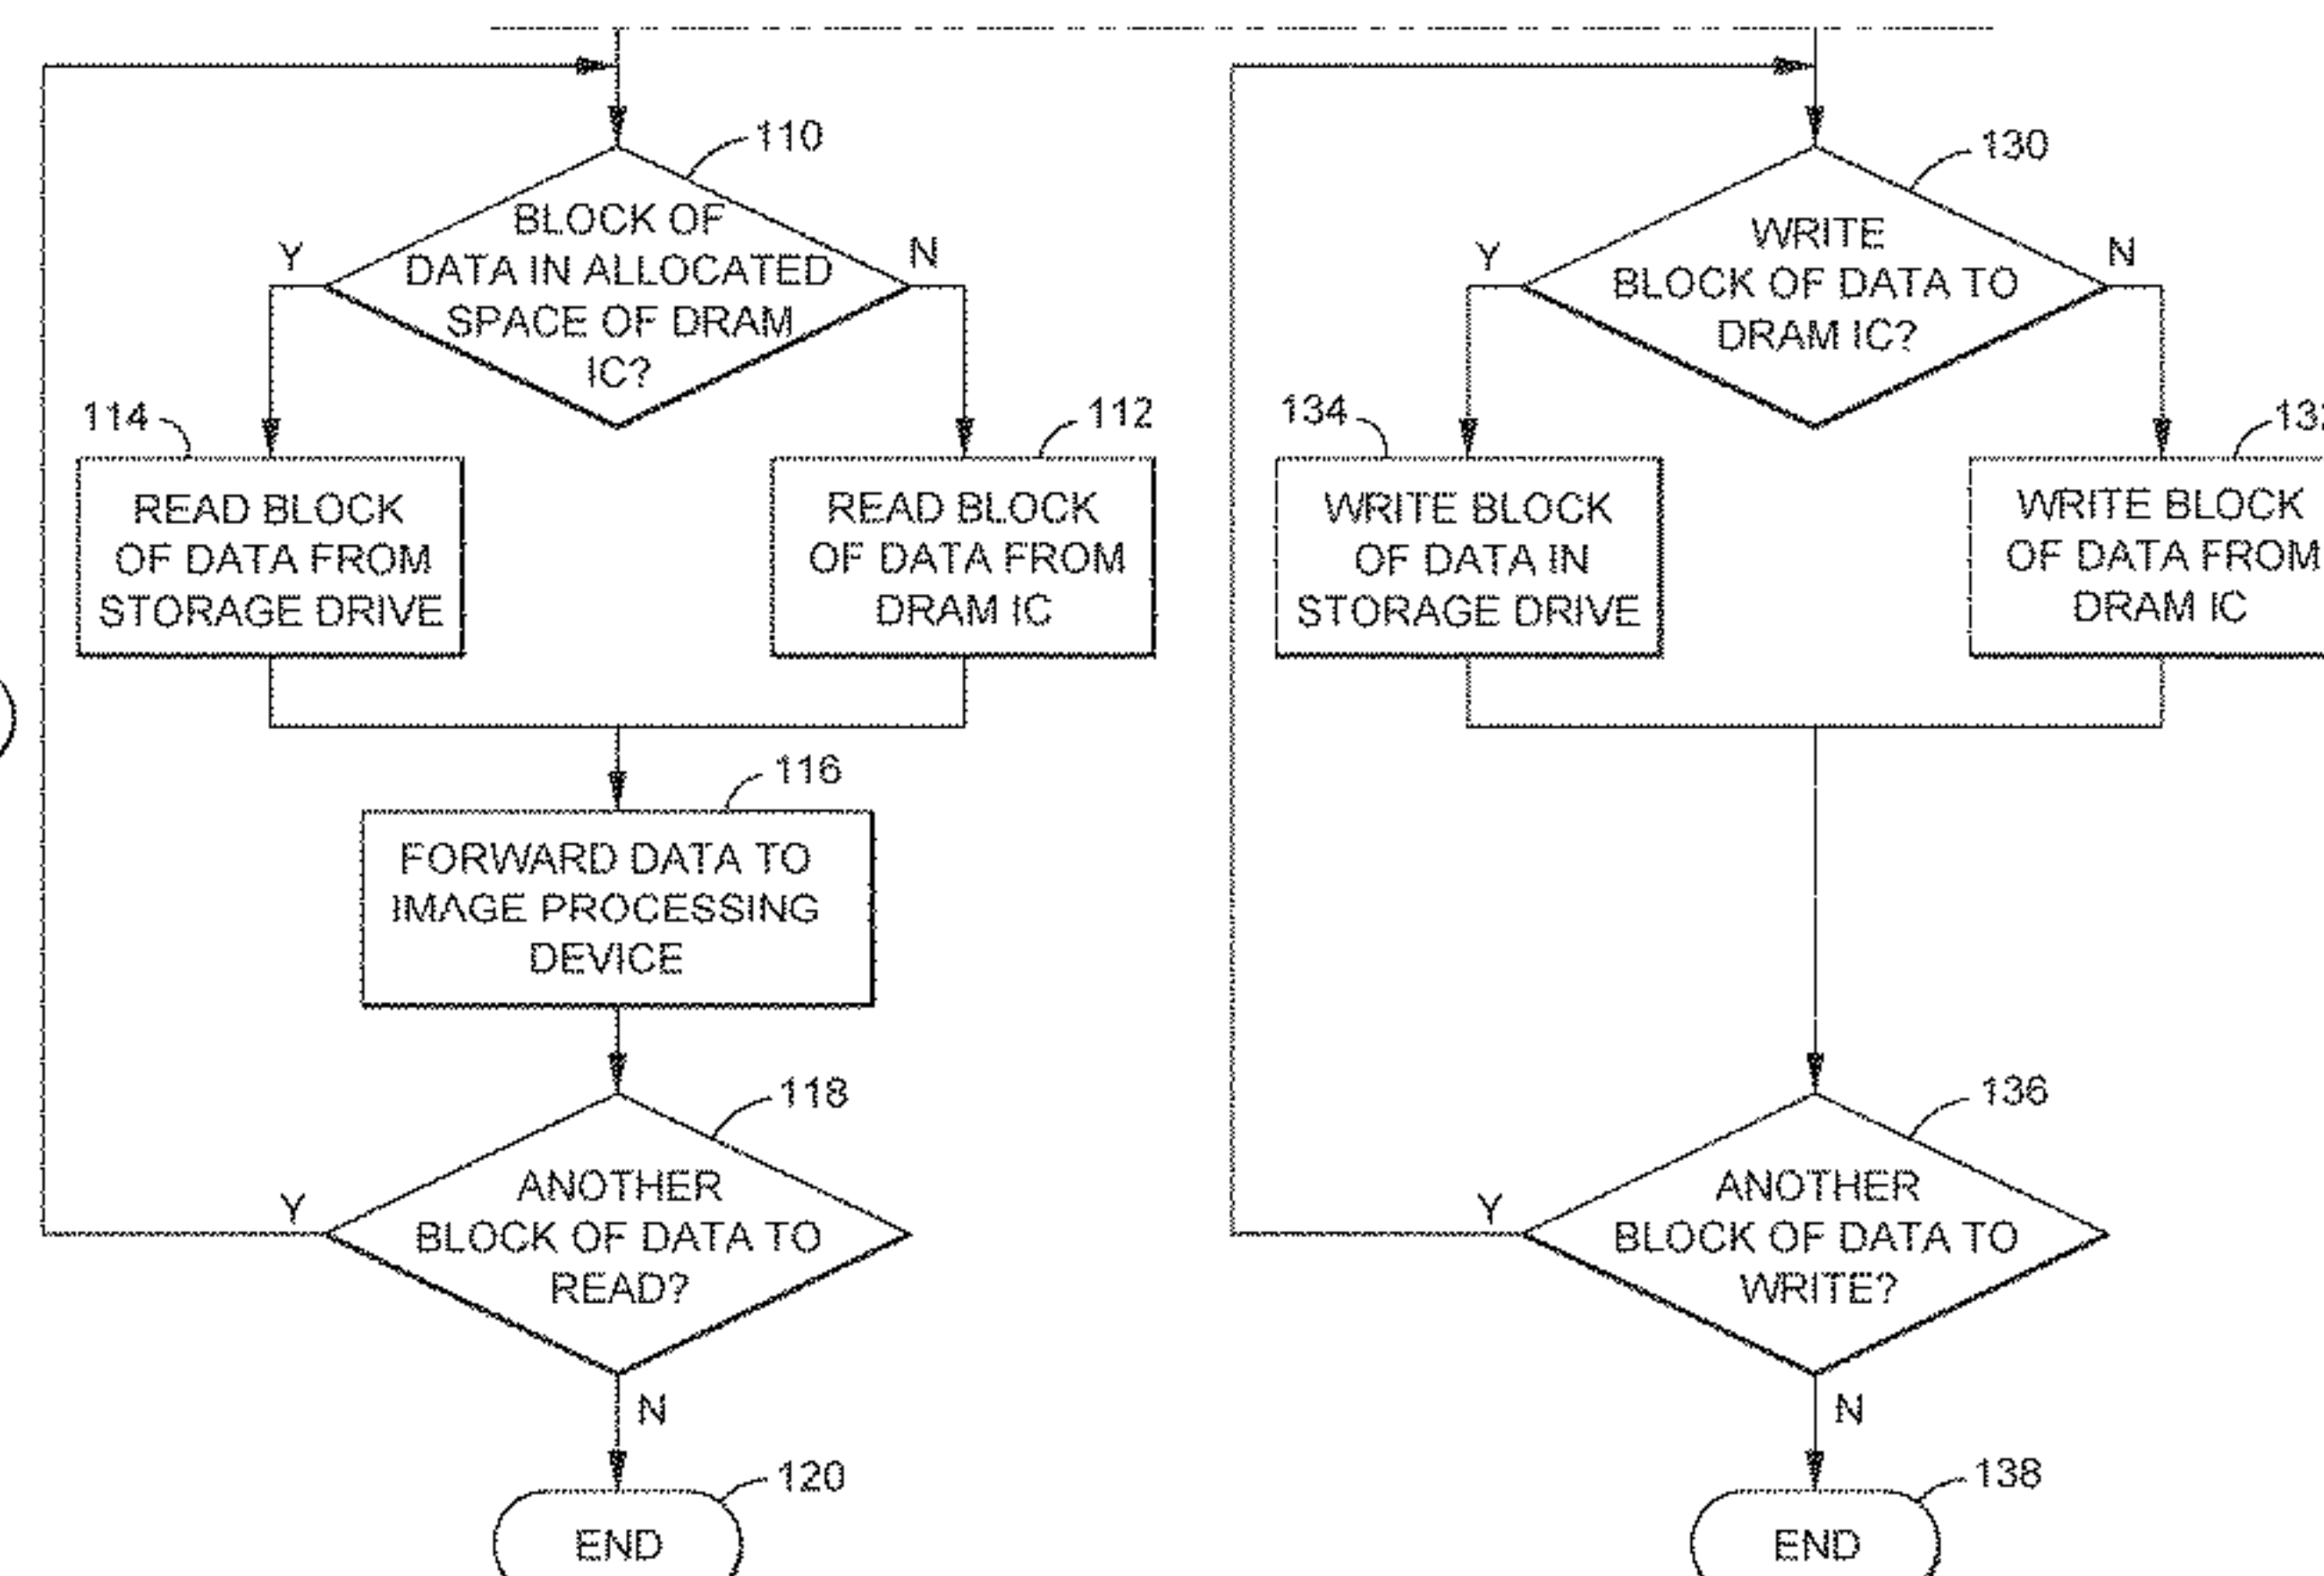 110
BLOCK OF
DATA IN ALLOCATED
SPACE OF DRAM
IC?
Y
N
114
READ BLOCK
OF DATA FROM
STORAGE DRIVE
112
READ BLOCK
OF DATA FROM
DRAM IC
116
FORWARD DATA TO
IMAGE PROCESSING
DEVICE
118
ANOTHER
BLOCK OF DATA TO
READ?
Y
N
120
END
130
WRITE
BLOCK OF DATA TO
DRAM IC?
Y
N
134
WRITE BLOCK
OF DATA IN
STORAGE DRIVE
WRITE BLOCK
OF DATA FROM
DRAM IC
136
ANOTHER
BLOCK OF DATA TO
WRITE?
Y
N
138
END